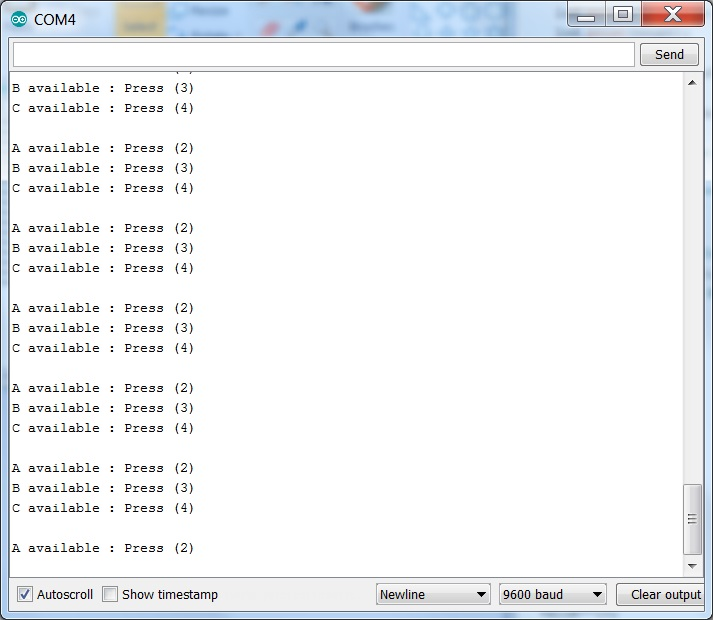 COM4
Send
B available : Press (3)
C available : Press (4)
A available : Press (2)
B available : Press (3)
C available : Press (4)
A available : Press (2)
B available : Press (3)
C available : Press (4)
A available : Press (2)
B available : Press (3)
C available : Press (4)
A available : Press (2)
B available : Press (3)
C available : Press (4)
A available : Press (2)
B available : Press (3)
C available : Press (4)
A available : Press (2)
Autoscroll Show timestamp Newline 9600 baud Clear output